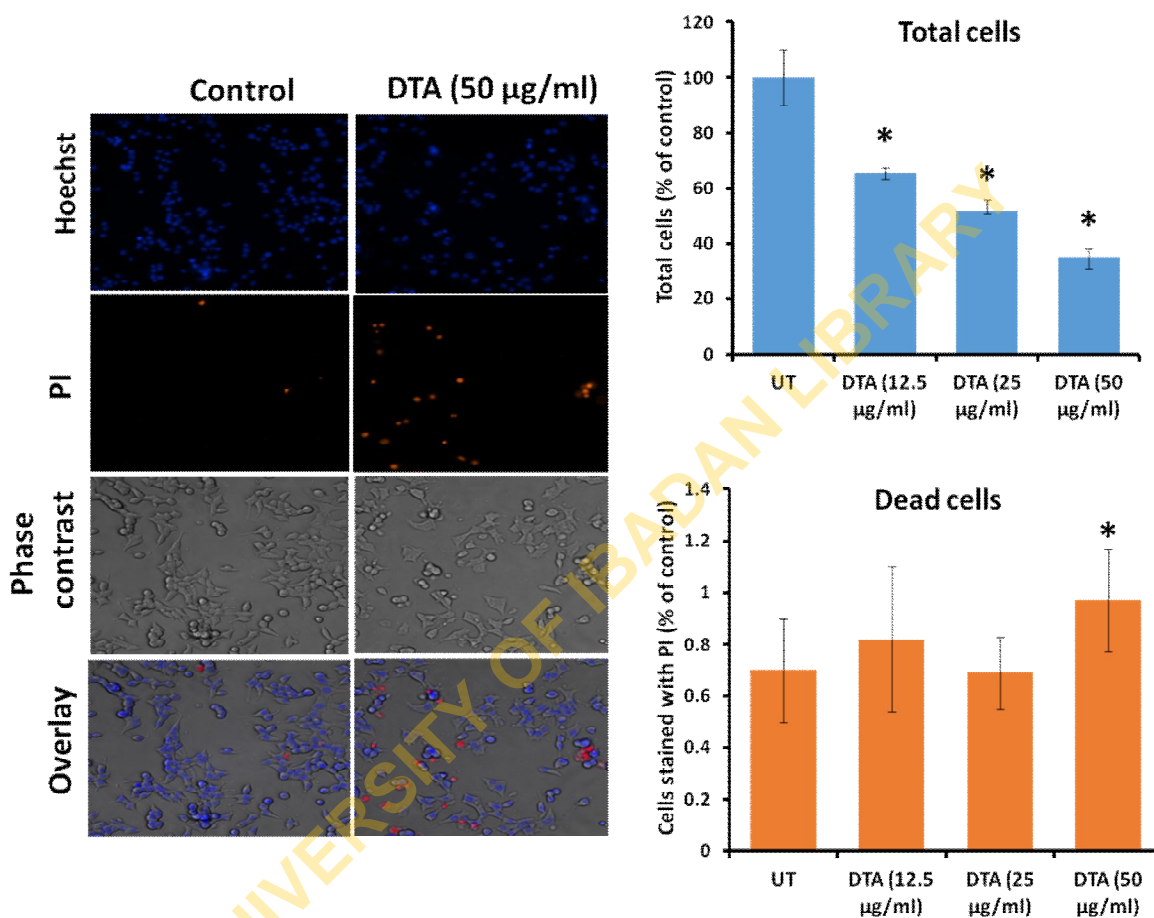 Control
DTA (50 µg/ml)
Hoechst
PI
Phase
contrast
Overlay
Total cells
Total cells (% of control)
120
100
80
60
40
20
0
*
*
*
UT
DTA (12.5
µg/ml)
DTA (25
µg/ml)
DTA (50
µg/ml)
Dead cells
Cells stained with PI (% of control)
1.4
1.2
1
0.8
0.6
0.4
0.2
0
*
UT
DTA (12.5
µg/ml)
DTA (25
µg/ml)
DTA (50
µg/ml)
UNIVERSITY OF IBADAN LIBRARY